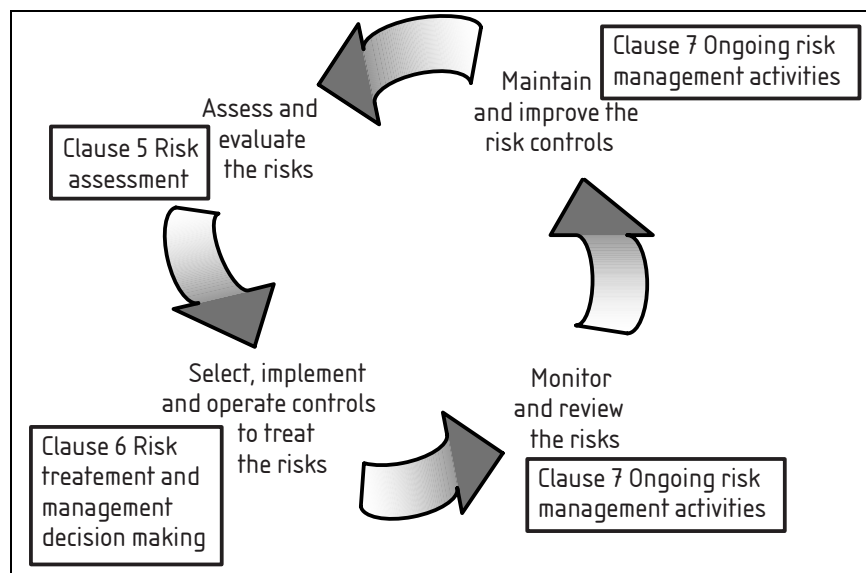 Clause 7 Ongoing risk
management activities
Maintain
and improve the
risk controls
Assess and
evaluate
the risks
Clause 5 Risk
assessment
Select, implement
and operate controls
to treat
the risks
Clause 6 Risk
treatement and
management
decision making
Monitor
and review
the risks
Clause 7 Ongoing risk
management activities